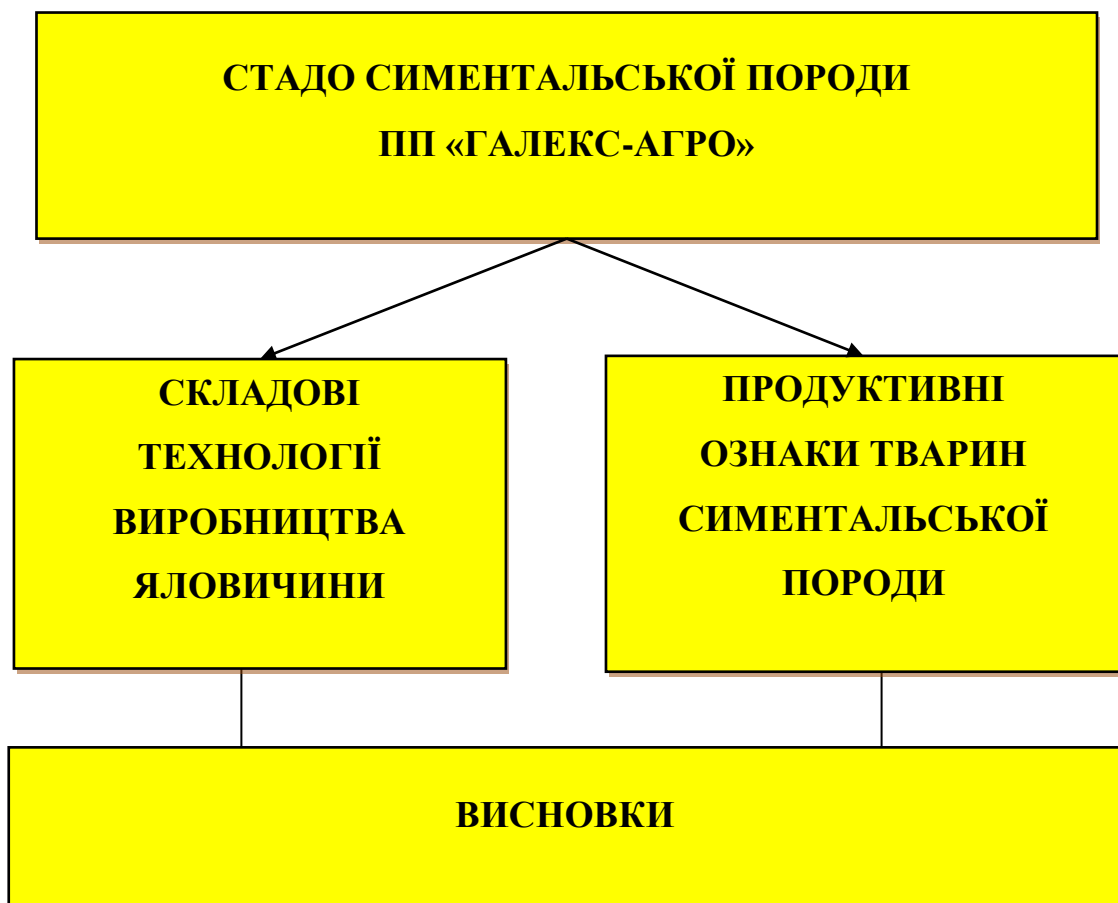 СТАДО СИМЕНТАЛЬСЬКОЇ ПОРОДИ
ПП «ГАЛЕКС-АГРО»
СКЛАДОВІ
ТЕХНОЛОГІЇ
ВИРОБНИЦТВА
ЯЛОВИЧИНИ
ПРОДУКТИВНІ
ОЗНАКИ ТВАРИН
СИМЕНТАЛЬСЬКОЇ
ПОРОДИ
ВИСНОВКИ